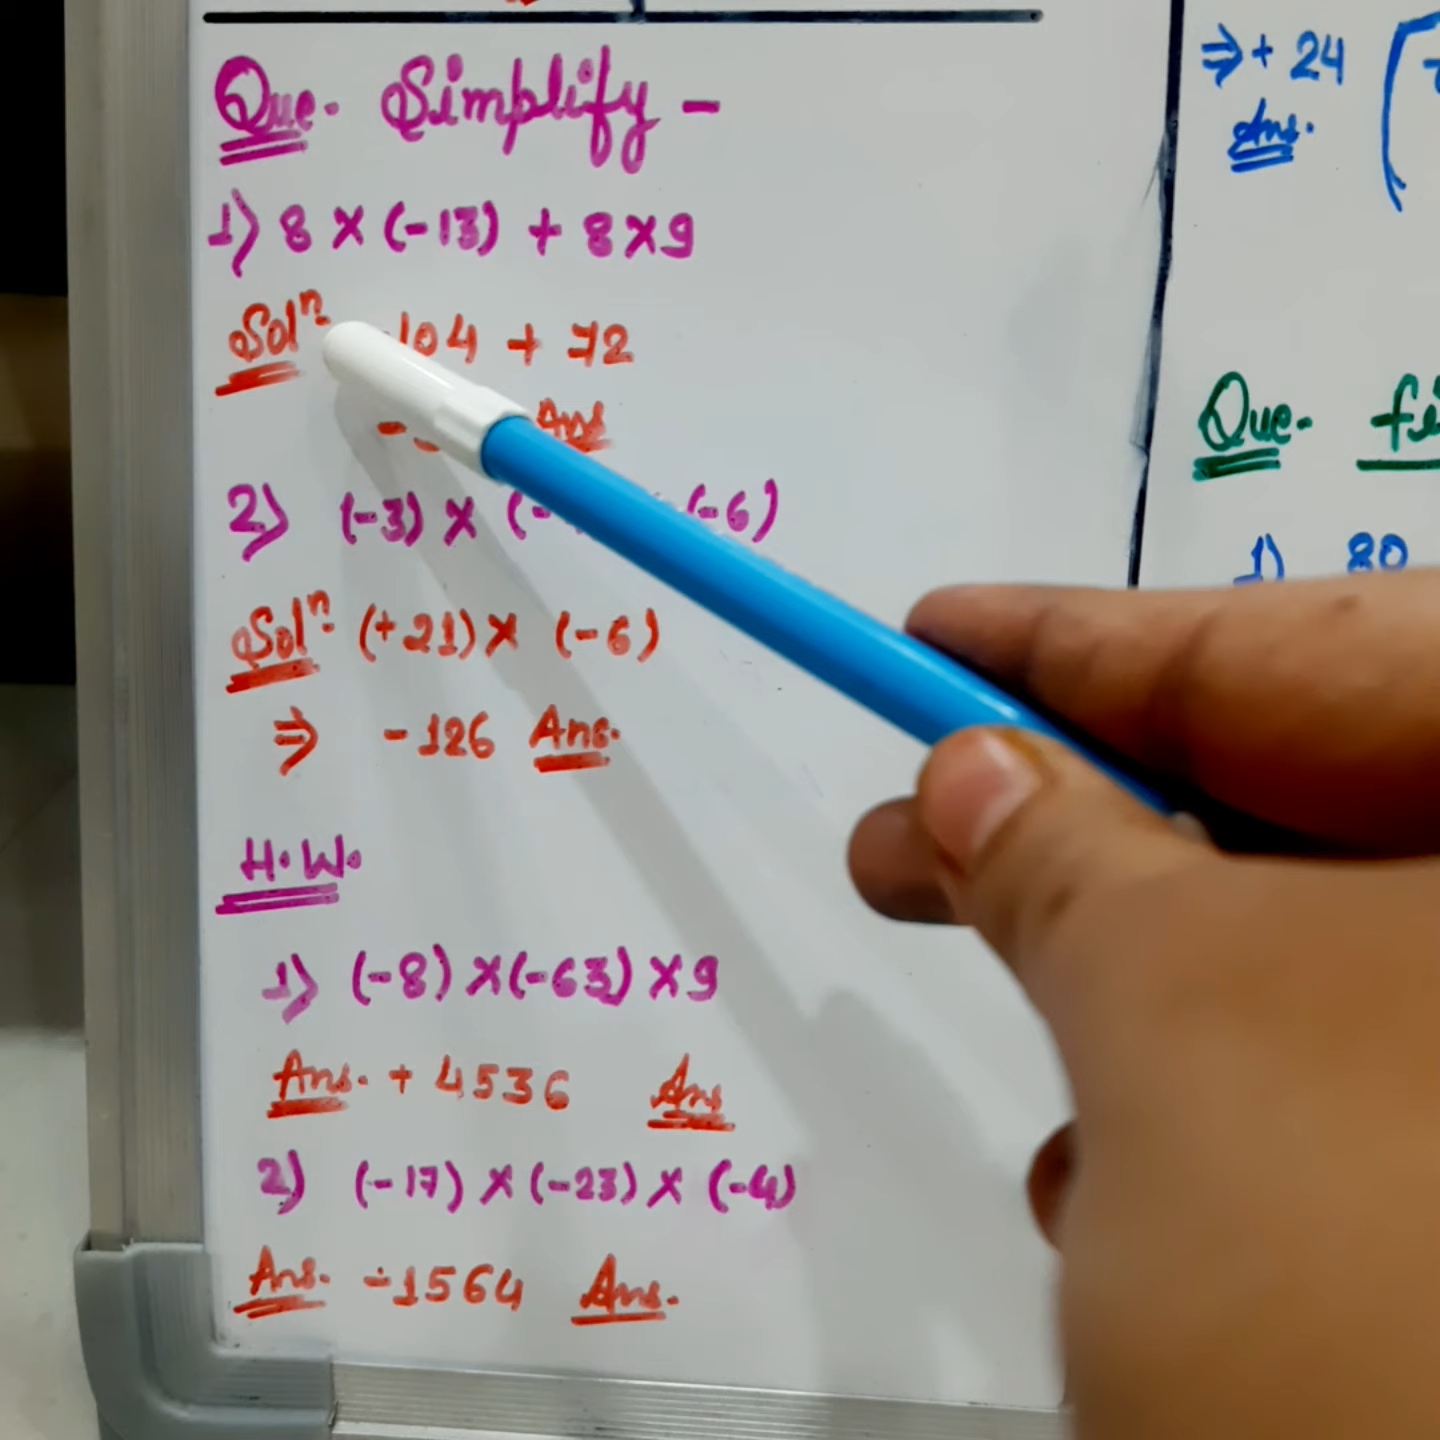 Que. Simplify -
1) 8 × (-13) + 8×9
Solⁿ. -104 + 72
- Ans
2) (-3) × (- (-6)
Solⁿ. (+21) × (-6)
⇒ -126 Ans.
H.W.
1) (-8) × (-63) × 9
Ans. + 4536 Ans
2) (-17) × (-23) × (-4)
Ans. -1564 Ans.
⇒ + 24
Ans.
Que.
1) 80